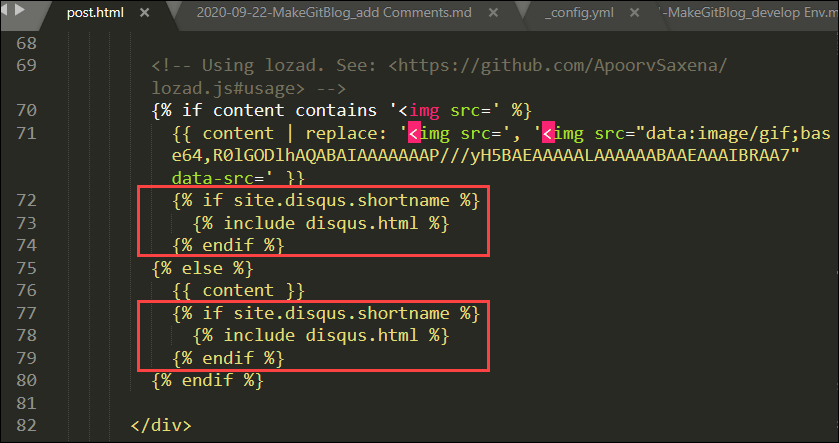 post.html × 2020-09-22-MakeGitBlog_add Comments.md × _config.yml × -MakeGitBlog_develop Env.m
68
69 <!-- Using lozad. See: <https://github.com/ApoorvSaxena/
lozad.js#usage> -->
70 {% if content contains '<img src=' %}
71 {{ content | replace: '<img src=', '<img src="data:image/gif;bas
e64,R0lGODlhAQABAIAAAAAAAP///yH5BAEAAAAALAAAAAABAAEAAAIBRAA7"
data-src=' }}
72 {% if site.disqus.shortname %}
73 {% include disqus.html %}
74 {% endif %}
75 {% else %}
76 {{ content }}
77 {% if site.disqus.shortname %}
78 {% include disqus.html %}
79 {% endif %}
80 {% endif %}
81
82 </div>